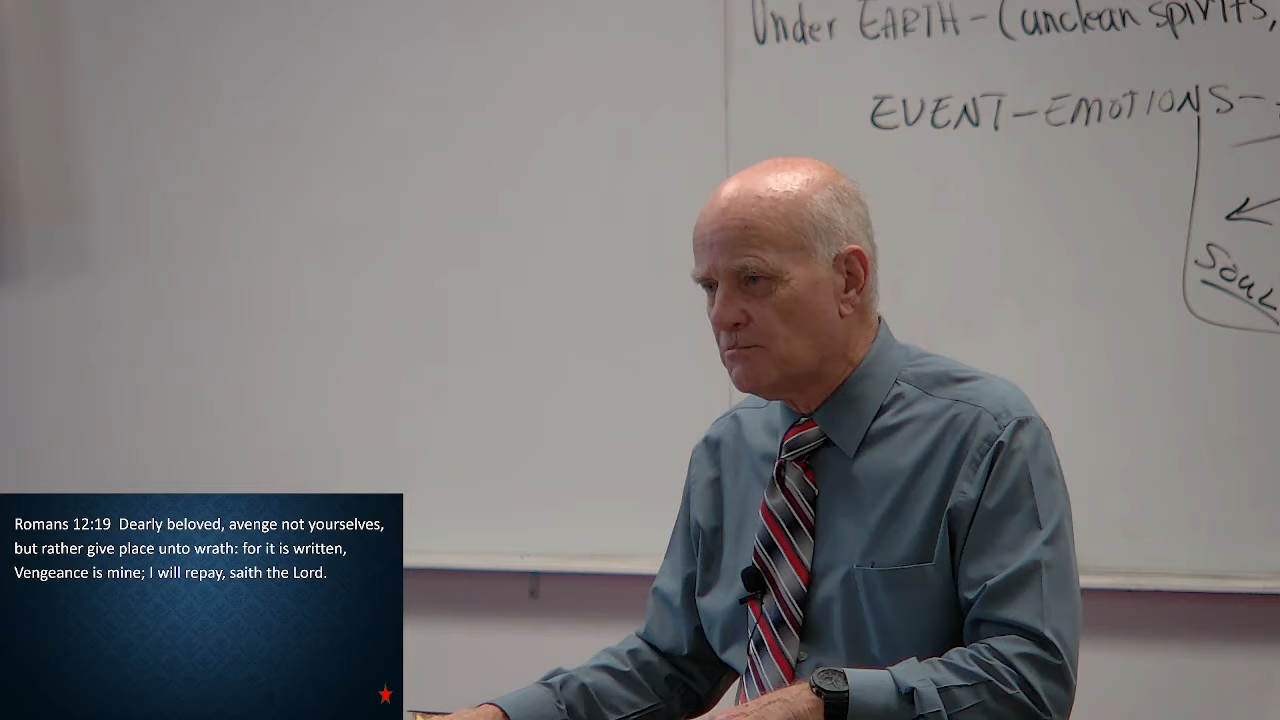 Under EARTH - (unclean spirits,
EVENT - EMOTIONS -
SOUL
Romans 12:19 Dearly beloved, avenge not yourselves,
but rather give place unto wrath: for it is written,
Vengeance is mine; I will repay, saith the Lord.